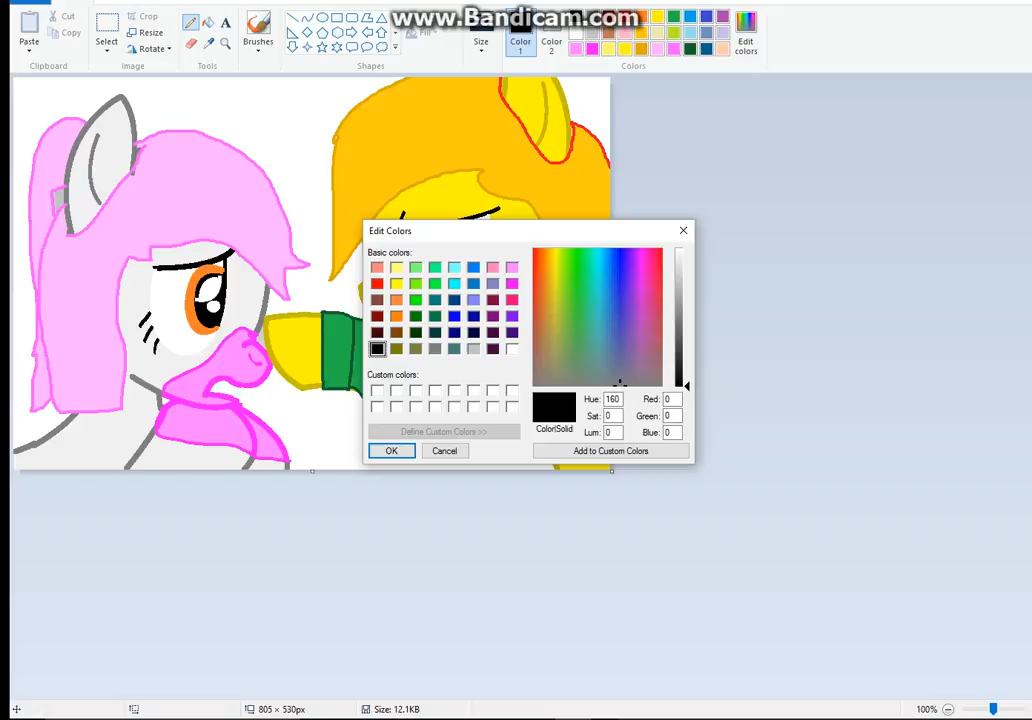 www.Bandicam.com
Paste
Cut
Copy
Clipboard
Select
Crop
Resize
Rotate
Image
A
Tools
Brushes
Shapes
Fill
Size
Color 1
Color 2
Edit colors
Colors
Edit Colors
Basic colors:
Custom colors:
Define Custom Colors >>
OK
Cancel
Color|Solid
Hue: 160
Sat: 0
Lum: 0
Red: 0
Green: 0
Blue: 0
Add to Custom Colors
805 × 530px
Size: 12.1KB
100%